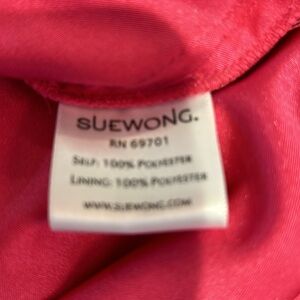 SUEWONG.
RN 69701
SELF: 100% POLYESTER
LINING: 100% POLYESTER
WWW.SUEWONG.COM